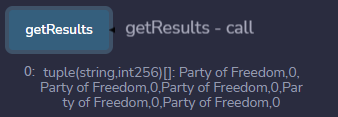 getResults getResults - call
0: tuple(string,int256)[]: Party of Freedom,0,
Party of Freedom,0,Party of Freedom,0,Par
ty of Freedom,0,Party of Freedom,0